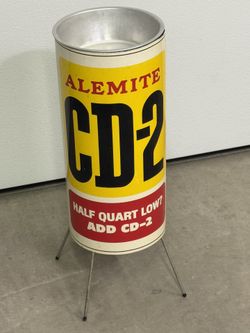 ALEMITE
CD-2
HALF QUART LOW?
ADD CD-2